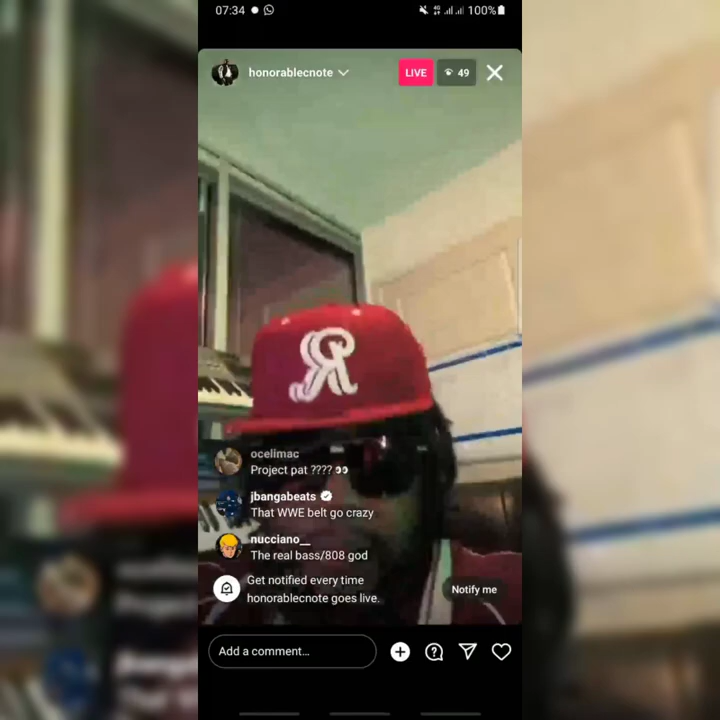 07:34
4G
100%
honorablecnote
LIVE
49
R
ocelimac
Project pat ???? 👀
jbangabeats
That WWE belt go crazy
nucciano__
The real bass/808 god
Get notified every time
honorablecnote goes live.
Notify me
Add a comment...